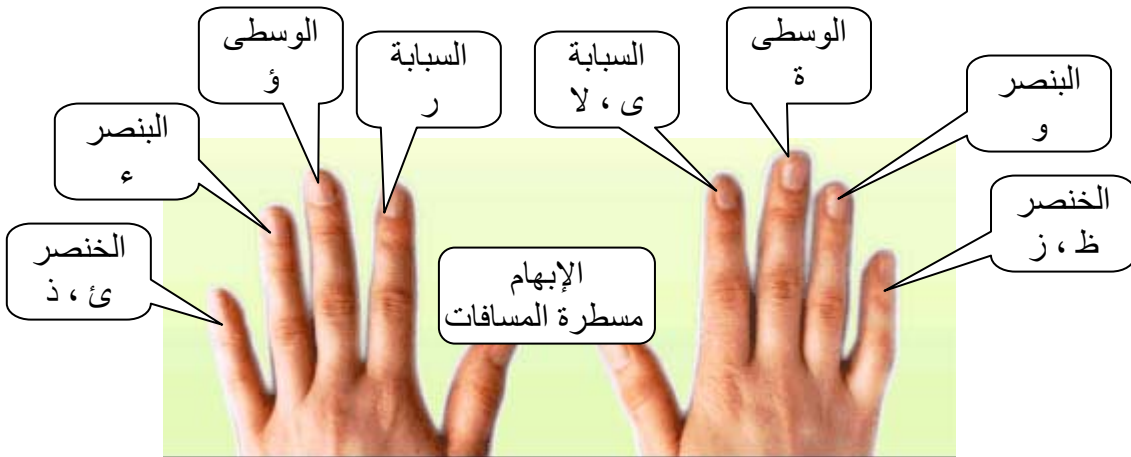 الوسطى
ة
السبابة
ى ، لا
السبابة
ر
الوسطى
ؤ
البنصر
و
البنصر
ء
الخنصر
ظ ، ز
الخنصر
ئ ، ذ
الإبهام
مسطرة المسافات